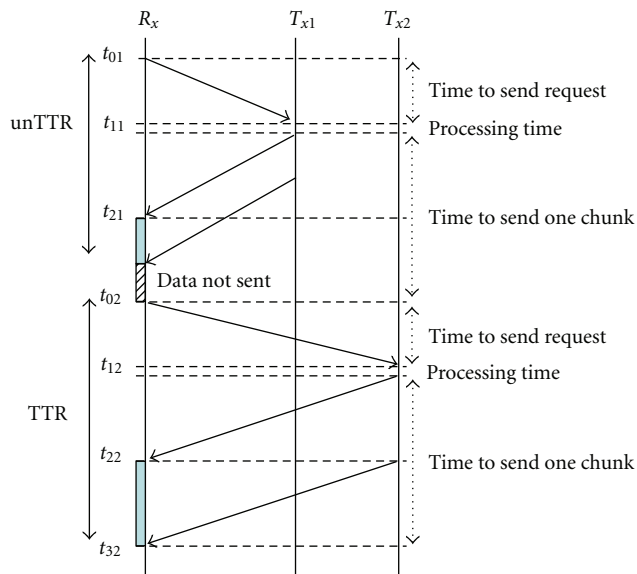 R_x T_x1 T_x2
t_01
Time to send request
unTTR
t_11
Processing time
t_21
Time to send one chunk
Data not sent
t_02
Time to send request
t_12
Processing time
TTR
t_22
Time to send one chunk
t_32